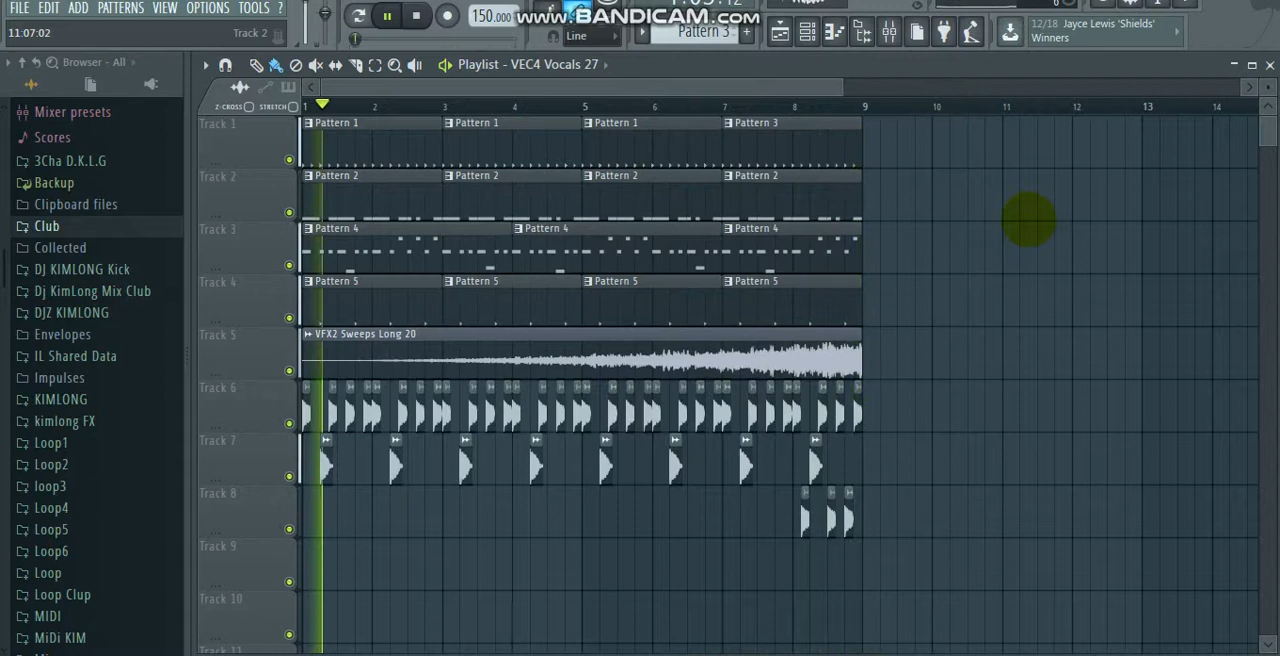 FILE EDIT ADD PATTERNS VIEW OPTIONS TOOLS ?
150.000
www.BANDICAM.com
11:07:02 Track 2
Line
Pattern 3
12/18 Jayce Lewis 'Shields'
Winners
Browser - All
Playlist - VEC4 Vocals 27
Z-CROSS STRETCH
1 2 3 4 5 6 7 8 9 10 11 12 13 14
Mixer presets
Scores
3Cha D.K.L.G
Backup
Clipboard files
Club
Collected
DJ KIMLONG Kick
Dj KimLong Mix Club
DJZ KIMLONG
Envelopes
IL Shared Data
Impulses
KIMLONG
kimlong FX
Loop1
Loop2
loop3
Loop4
Loop5
Loop6
Loop
Loop Clup
MIDI
MiDi KIM
Track 1
Pattern 1 Pattern 1 Pattern 1 Pattern 3
Track 2
Pattern 2 Pattern 2 Pattern 2 Pattern 2
Track 3
Pattern 4 Pattern 4 Pattern 4
Track 4
Pattern 5 Pattern 5 Pattern 5 Pattern 5
Track 5
VFX2 Sweeps Long 20
Track 6
Track 7
Track 8
Track 9
Track 10